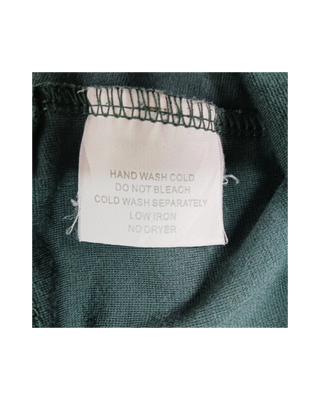 HAND WASH COLD
DO NOT BLEACH
COLD WASH SEPARATELY
LOW IRON
NO DRYER